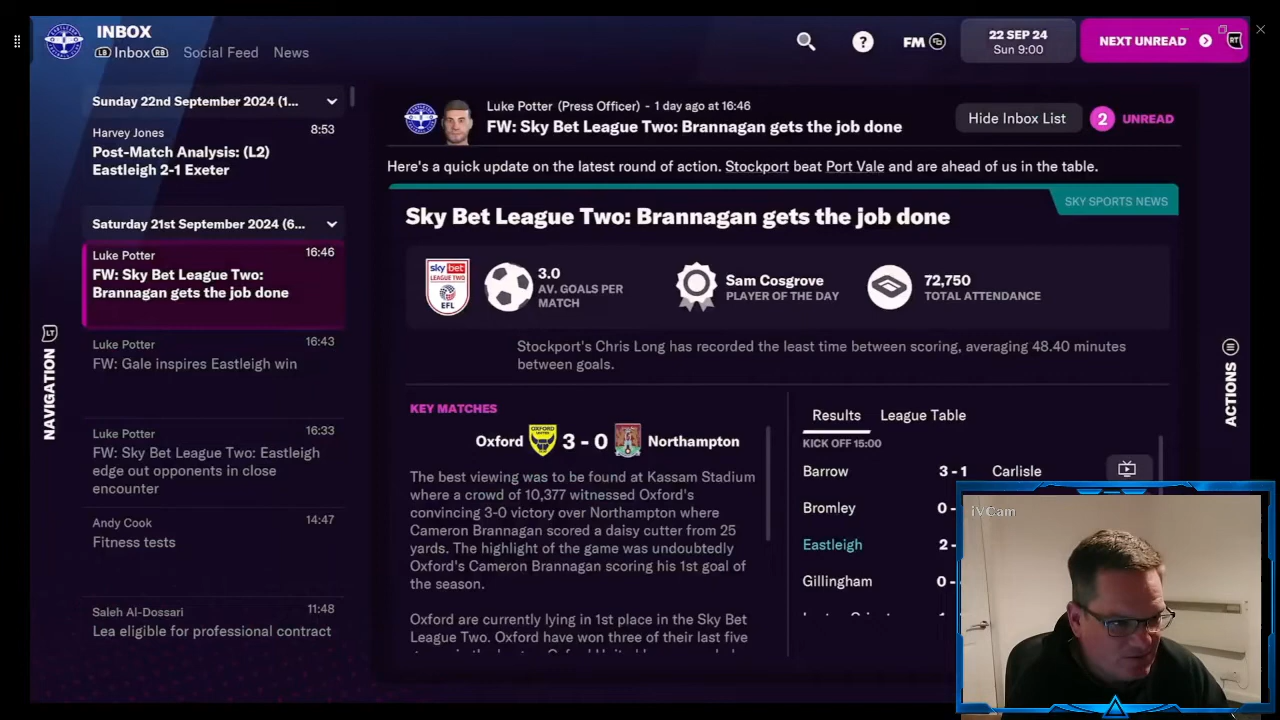 INBOX
LB Inbox RB Social Feed News
FM
22 SEP 24
Sun 9:00
NEXT UNREAD RT
Sunday 22nd September 2024 (1...
Harvey Jones 8:53
Post-Match Analysis: (L2)
Eastleigh 2-1 Exeter
Saturday 21st September 2024 (6...
Luke Potter 16:46
FW: Sky Bet League Two:
Brannagan gets the job done
Luke Potter 16:43
FW: Gale inspires Eastleigh win
Luke Potter 16:33
FW: Sky Bet League Two: Eastleigh
edge out opponents in close
encounter
Andy Cook 14:47
Fitness tests
Saleh Al-Dossari 11:48
Lea eligible for professional contract
LT
NAVIGATION
Luke Potter (Press Officer) - 1 day ago at 16:46
FW: Sky Bet League Two: Brannagan gets the job done
Hide Inbox List
2 UNREAD
Here's a quick update on the latest round of action. Stockport beat Port Vale and are ahead of us in the table.
SKY SPORTS NEWS
Sky Bet League Two: Brannagan gets the job done
sky bet
LEAGUE TWO
EFL
3.0
AV. GOALS PER
MATCH
Sam Cosgrove
PLAYER OF THE DAY
72,750
TOTAL ATTENDANCE
Stockport's Chris Long has recorded the least time between scoring, averaging 48.40 minutes
between goals.
KEY MATCHES
Oxford 3 - 0 Northampton
The best viewing was to be found at Kassam Stadium
where a crowd of 10,377 witnessed Oxford's
convincing 3-0 victory over Northampton where
Cameron Brannagan scored a daisy cutter from 25
yards. The highlight of the game was undoubtedly
Oxford's Cameron Brannagan scoring his 1st goal of
the season.
Oxford are currently lying in 1st place in the Sky Bet
League Two. Oxford have won three of their last five
Results League Table
KICK OFF 15:00
Barrow 3 - 1 Carlisle
Bromley 0 -
Eastleigh 2 -
Gillingham 0 -
ACTIONS
iVCam